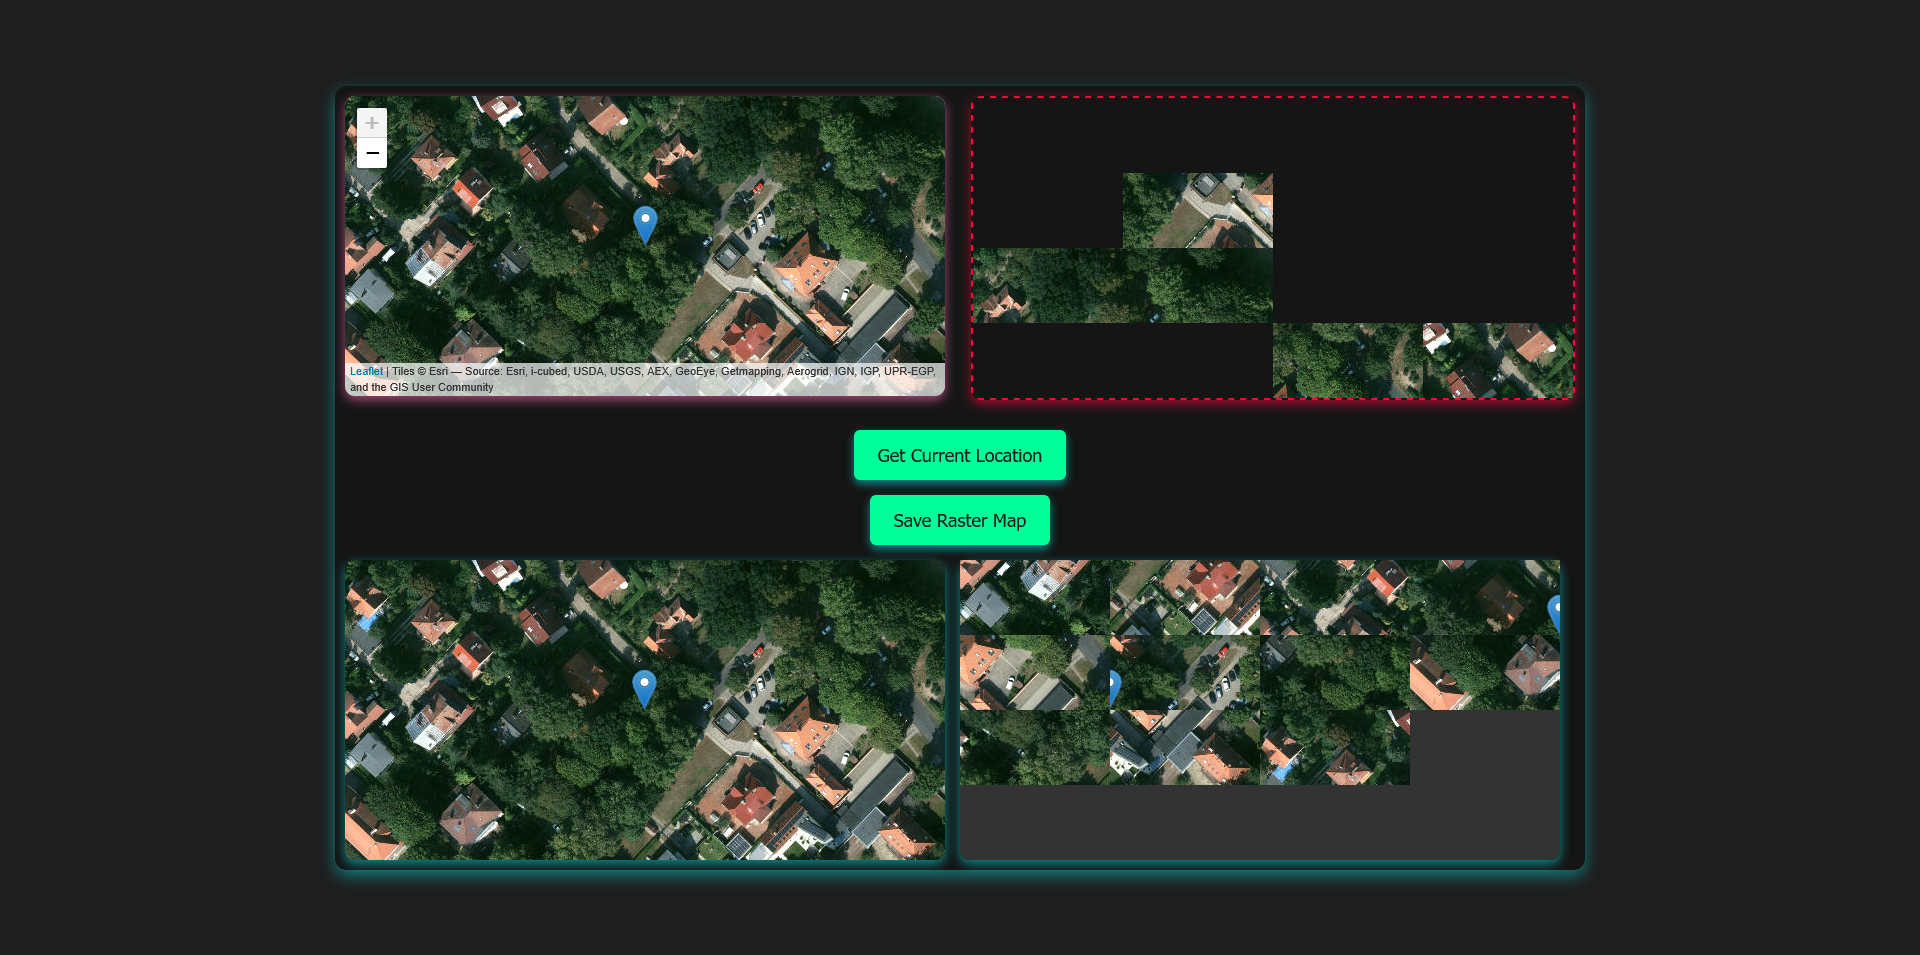 +
−
Leaflet | Tiles © Esri — Source: Esri, i-cubed, USDA, USGS, AEX, GeoEye, Getmapping, Aerogrid, IGN, IGP, UPR-EGP,
and the GIS User Community
Get Current Location
Save Raster Map